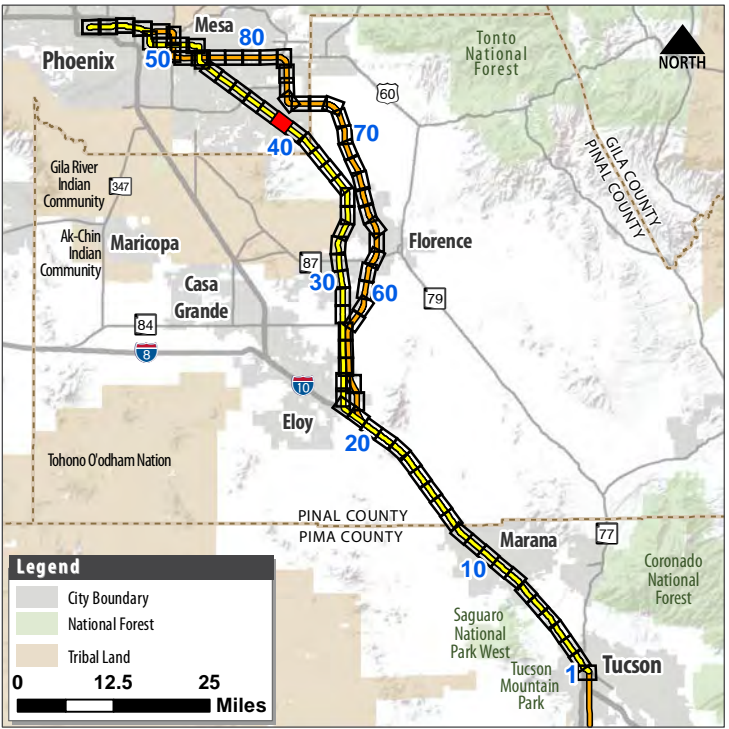 Mesa
80
Phoenix
50
Tonto
National
Forest
NORTH
60
70
40
GILA COUNTY
PINAL COUNTY
Gila River
Indian
Community
347
Ak-Chin
Indian
Community
Maricopa
Florence
87
30
60
Casa
Grande
79
84
8
10
Eloy
20
Tohono O'odham Nation
PINAL COUNTY
PIMA COUNTY
Marana
77
10
Coronado
National
Forest
Saguaro
National
Park West
Tucson
Mountain
Park
1
Tucson
Legend
City Boundary
National Forest
Tribal Land
0 12.5 25
Miles